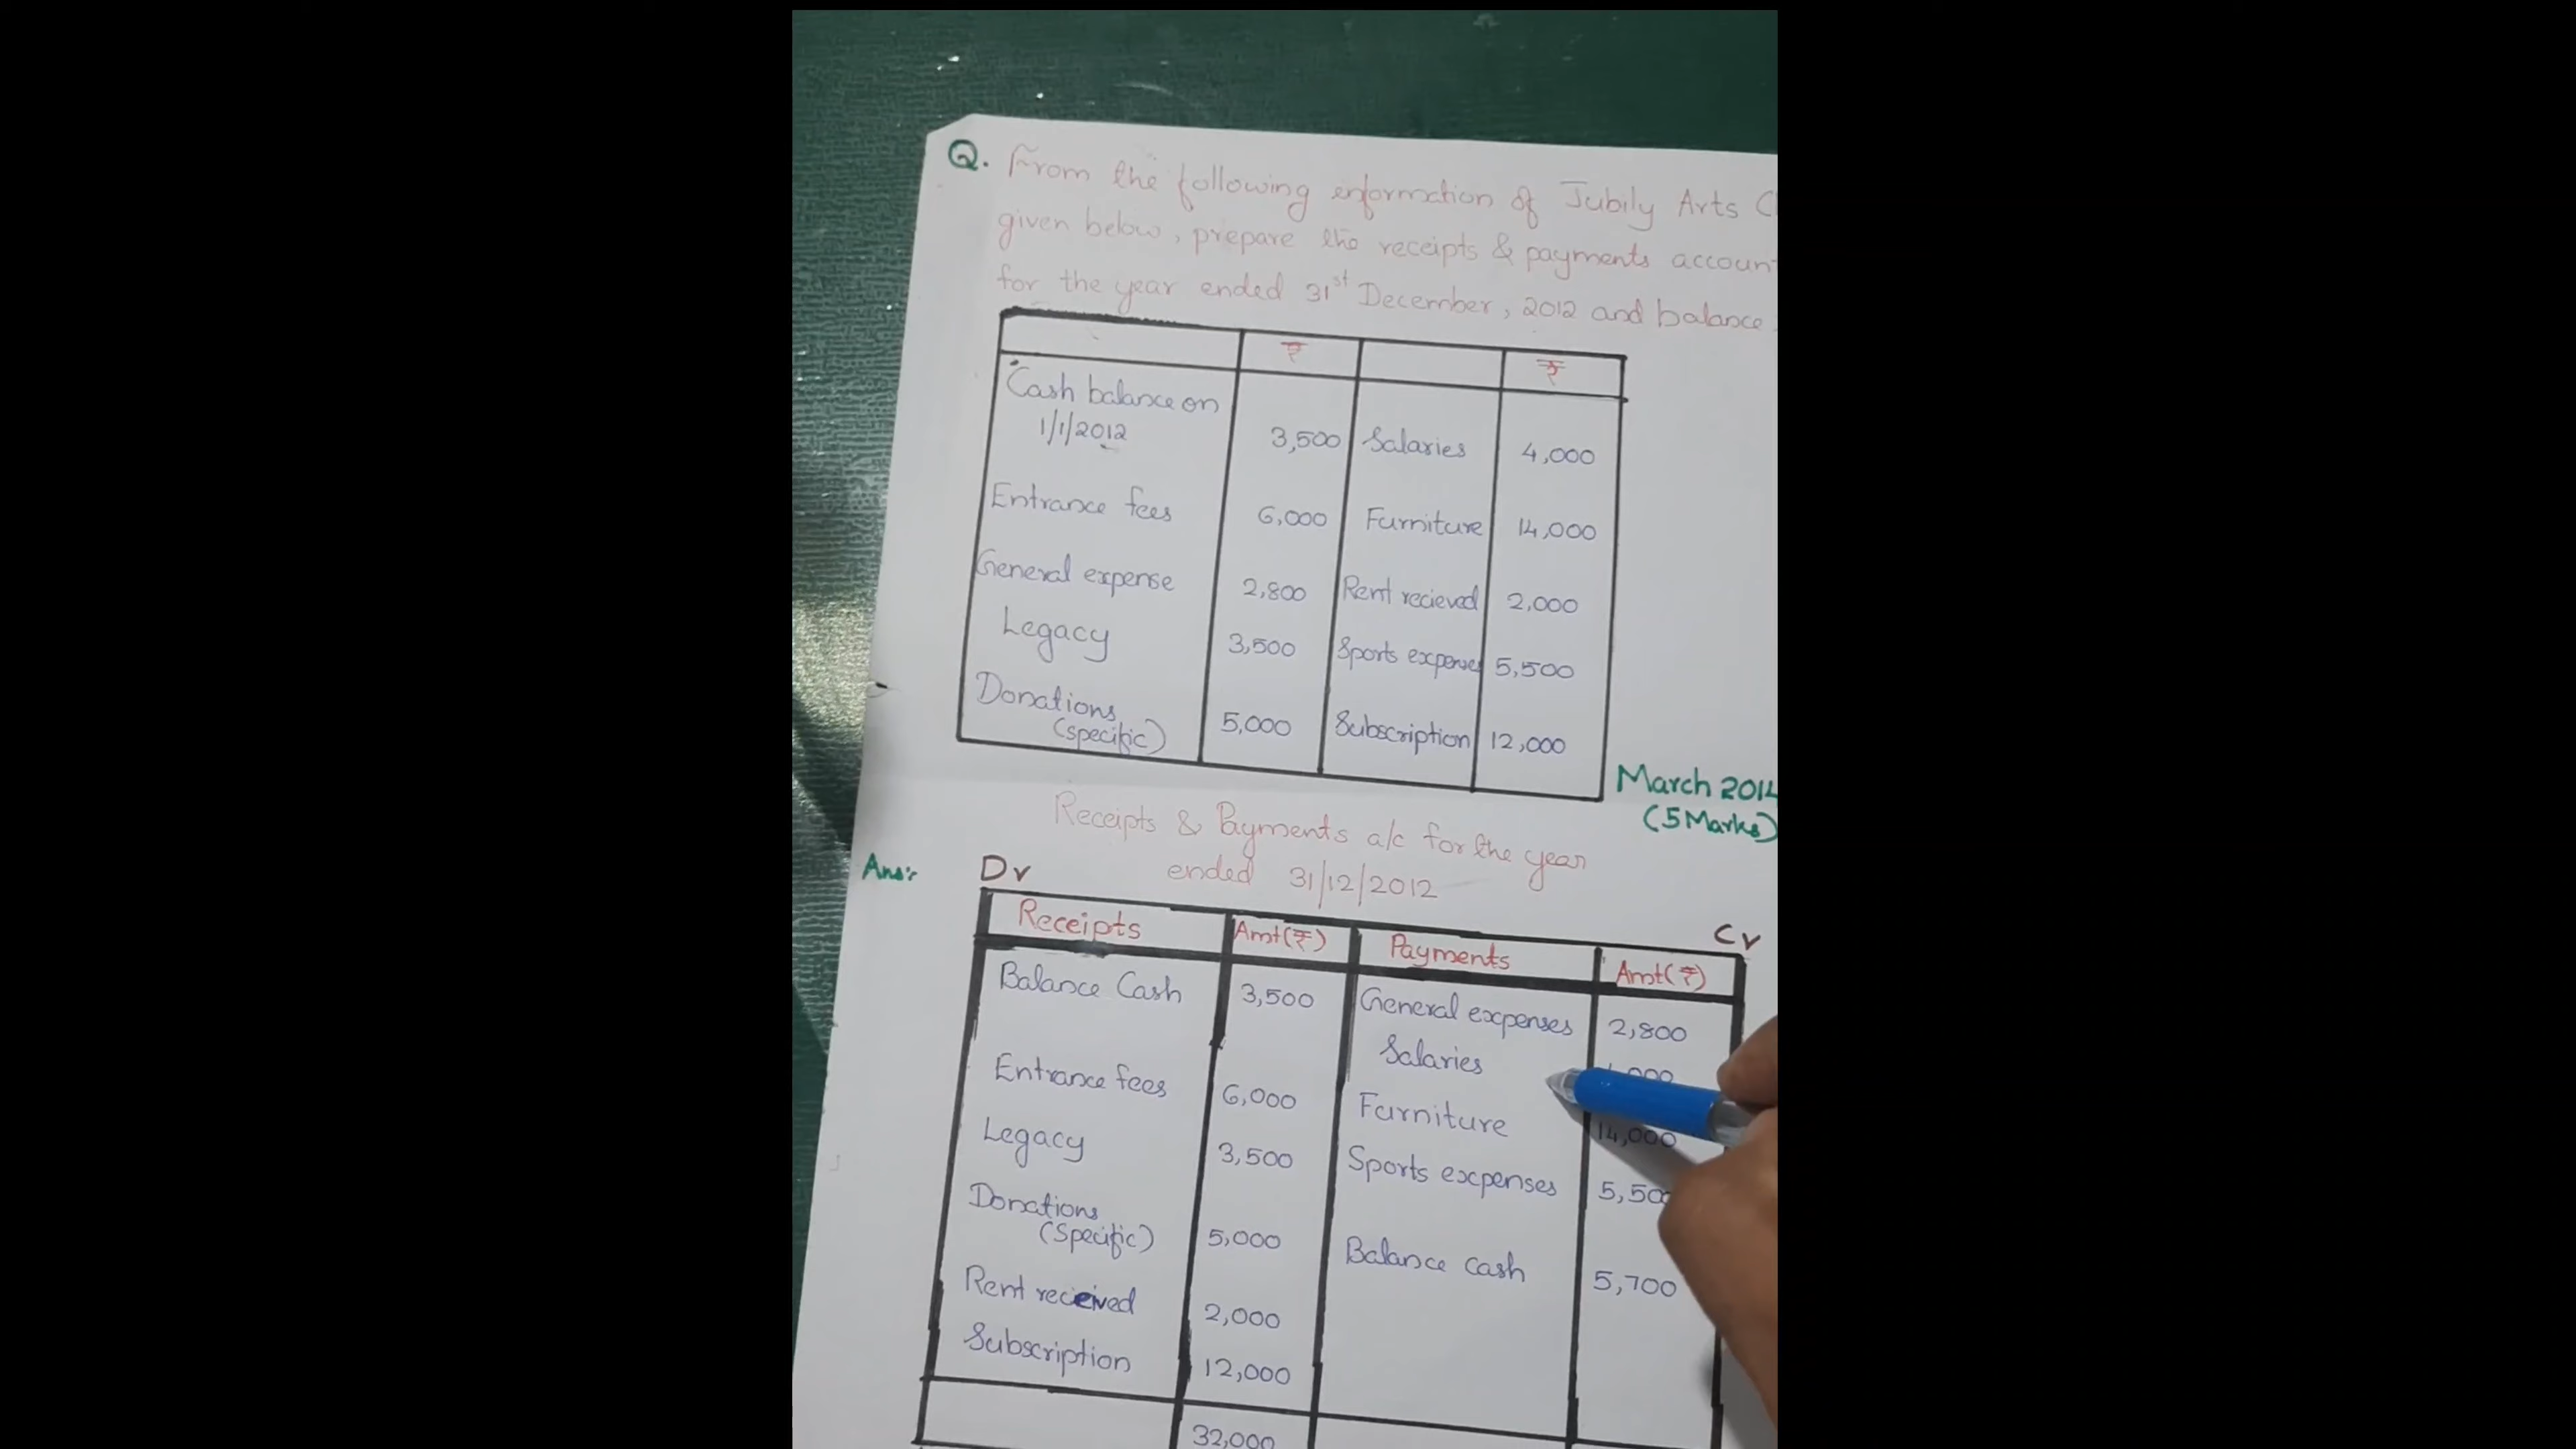 Q. From the following information of Jubily Arts
given below, prepare the receipts & payments accoun
for the year ended 31st December, 2012 and balance
₹ ₹
Cash balance on
1/1/2012 3,500 Salaries 4,000
Entrance fees 6,000 Furniture 14,000
General expense 2,800 Rent recieved 2,000
Legacy 3,500 Sports expenses 5,500
Donations
(specific) 5,000 Subscription 12,000
March 2014
(5 Marks)
Receipts & Payments a/c for the year
ended 31/12/2012
Ans:
Dr
Cr
Receipts Amt(₹) Payments Amt(₹)
Balance Cash 3,500 General expenses 2,800
Salaries
Entrance fees 6,000 Furniture 14,000
Legacy 3,500 Sports expenses 5,50
Donations
(Specific) 5,000 Balance cash 5,700
Rent received 2,000
Subscription 12,000
32,000